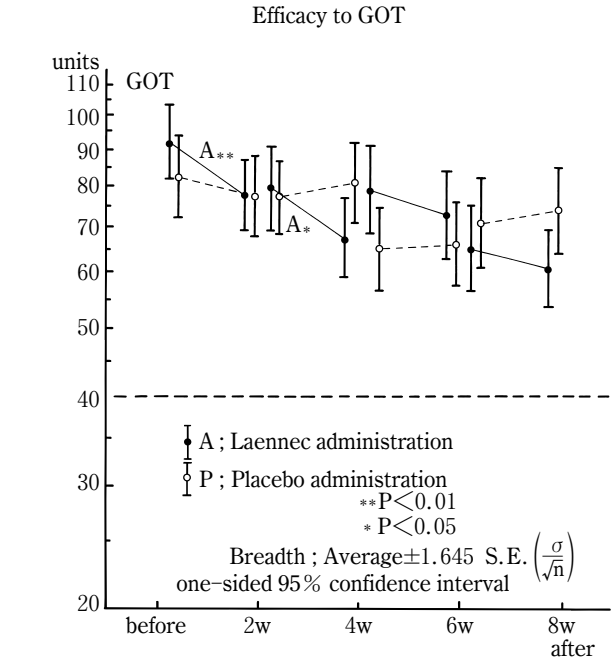 Efficacy to GOT
units
110
GOT
100
90
A**
80
70
A*
60
50
40
A ; Laennec administration
30
P ; Placebo administration
**P<0.01
*P<0.05
Breadth ; Average±1.645 S.E. (σ/√n)
one-sided 95% confidence interval
20
before 2w 4w 6w 8w
after